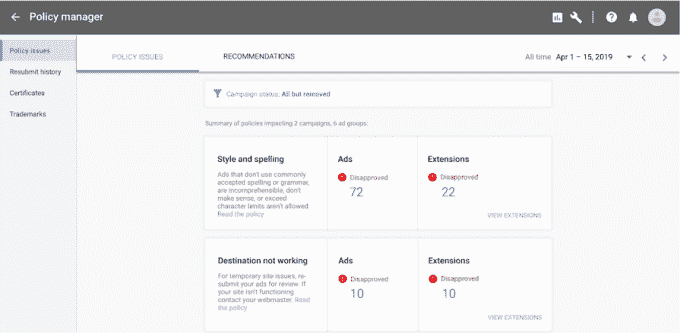 Policy manager
Policy issues
Resubmit history
Certificates
Trademarks
POLICY ISSUES
RECOMMENDATIONS
All time Apr 1 – 15, 2019
Campaign status: All but removed
Summary of policies impacting 2 campaigns, 6 ad groups:
Style and spelling
Ads that don't use commonly
accepted spelling or grammar,
are incomprehensible, don't
make sense, or exceed
character limits aren't allowed
Read the policy
Ads
Disapproved
72
Extensions
Disapproved
22
VIEW EXTENSIONS
Destination not working
For temporary site issues, re-
submit your ads for review. If
your site isn't functioning,
contact your webmaster. Read
the policy
Ads
Disapproved
10
Extensions
Disapproved
10
VIEW EXTENSIONS